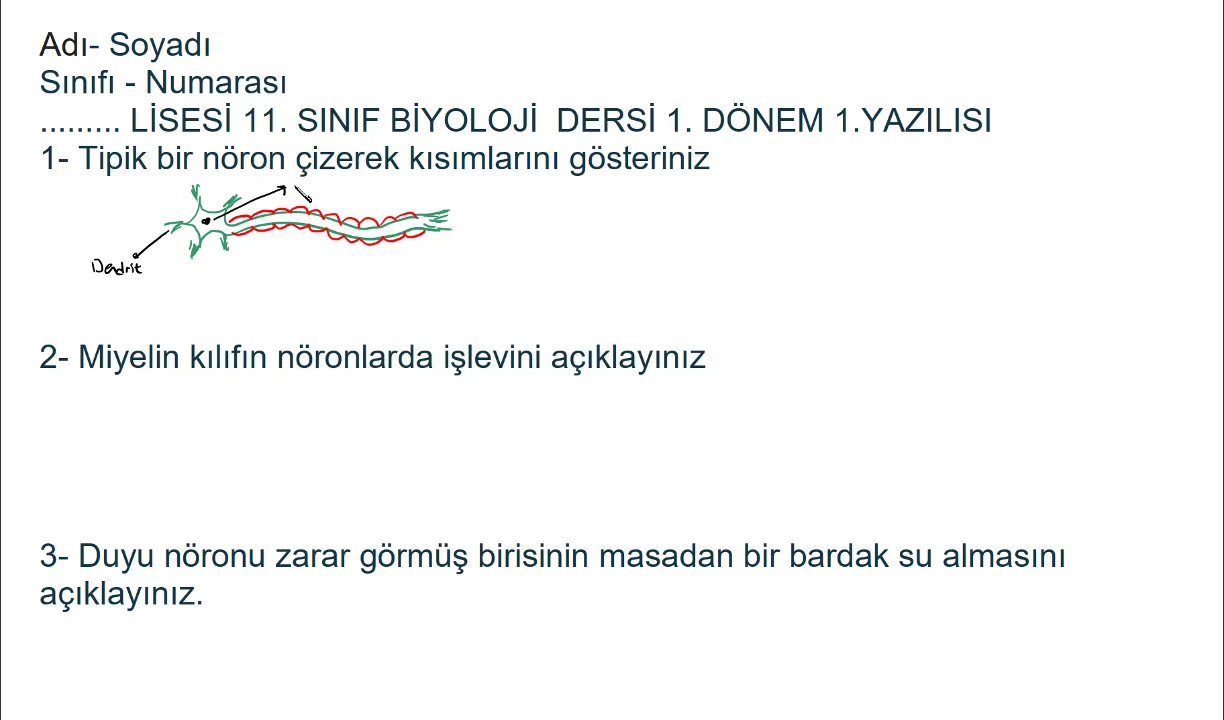 Adı- Soyadı
Sınıfı - Numarası
......... LİSESİ 11. SINIF BİYOLOJİ  DERSİ 1. DÖNEM 1.YAZILISI
1- Tipik bir nöron çizerek kısımlarını gösteriniz
Dendrit
2- Miyelin kılıfın nöronlarda işlevini açıklayınız
3- Duyu nöronu zarar görmüş birisinin masadan bir bardak su almasını
açıklayınız.